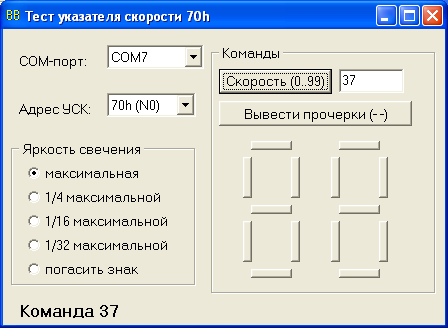 Тест указателя скорости 70h
COM-порт:
COM7
Адрес УСК:
70h (N0)
Яркость свечения
максимальная
1/4 максимальной
1/16 максимальной
1/32 максимальной
погасить знак
Команды
Скорость (0..99)
37
Вывести прочерки (- -)
Команда 37